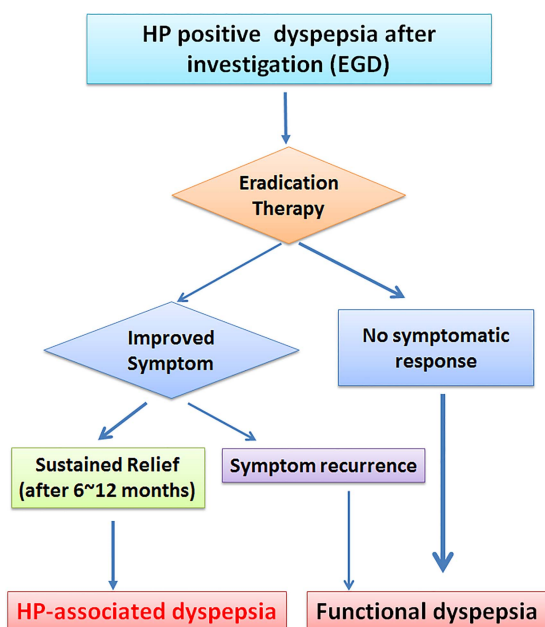 HP positive dyspepsia after
investigation (EGD)
Eradication
Therapy
Improved
Symptom
No symptomatic
response
Sustained Relief
(after 6~12 months)
Symptom recurrence
HP-associated dyspepsia
Functional dyspepsia